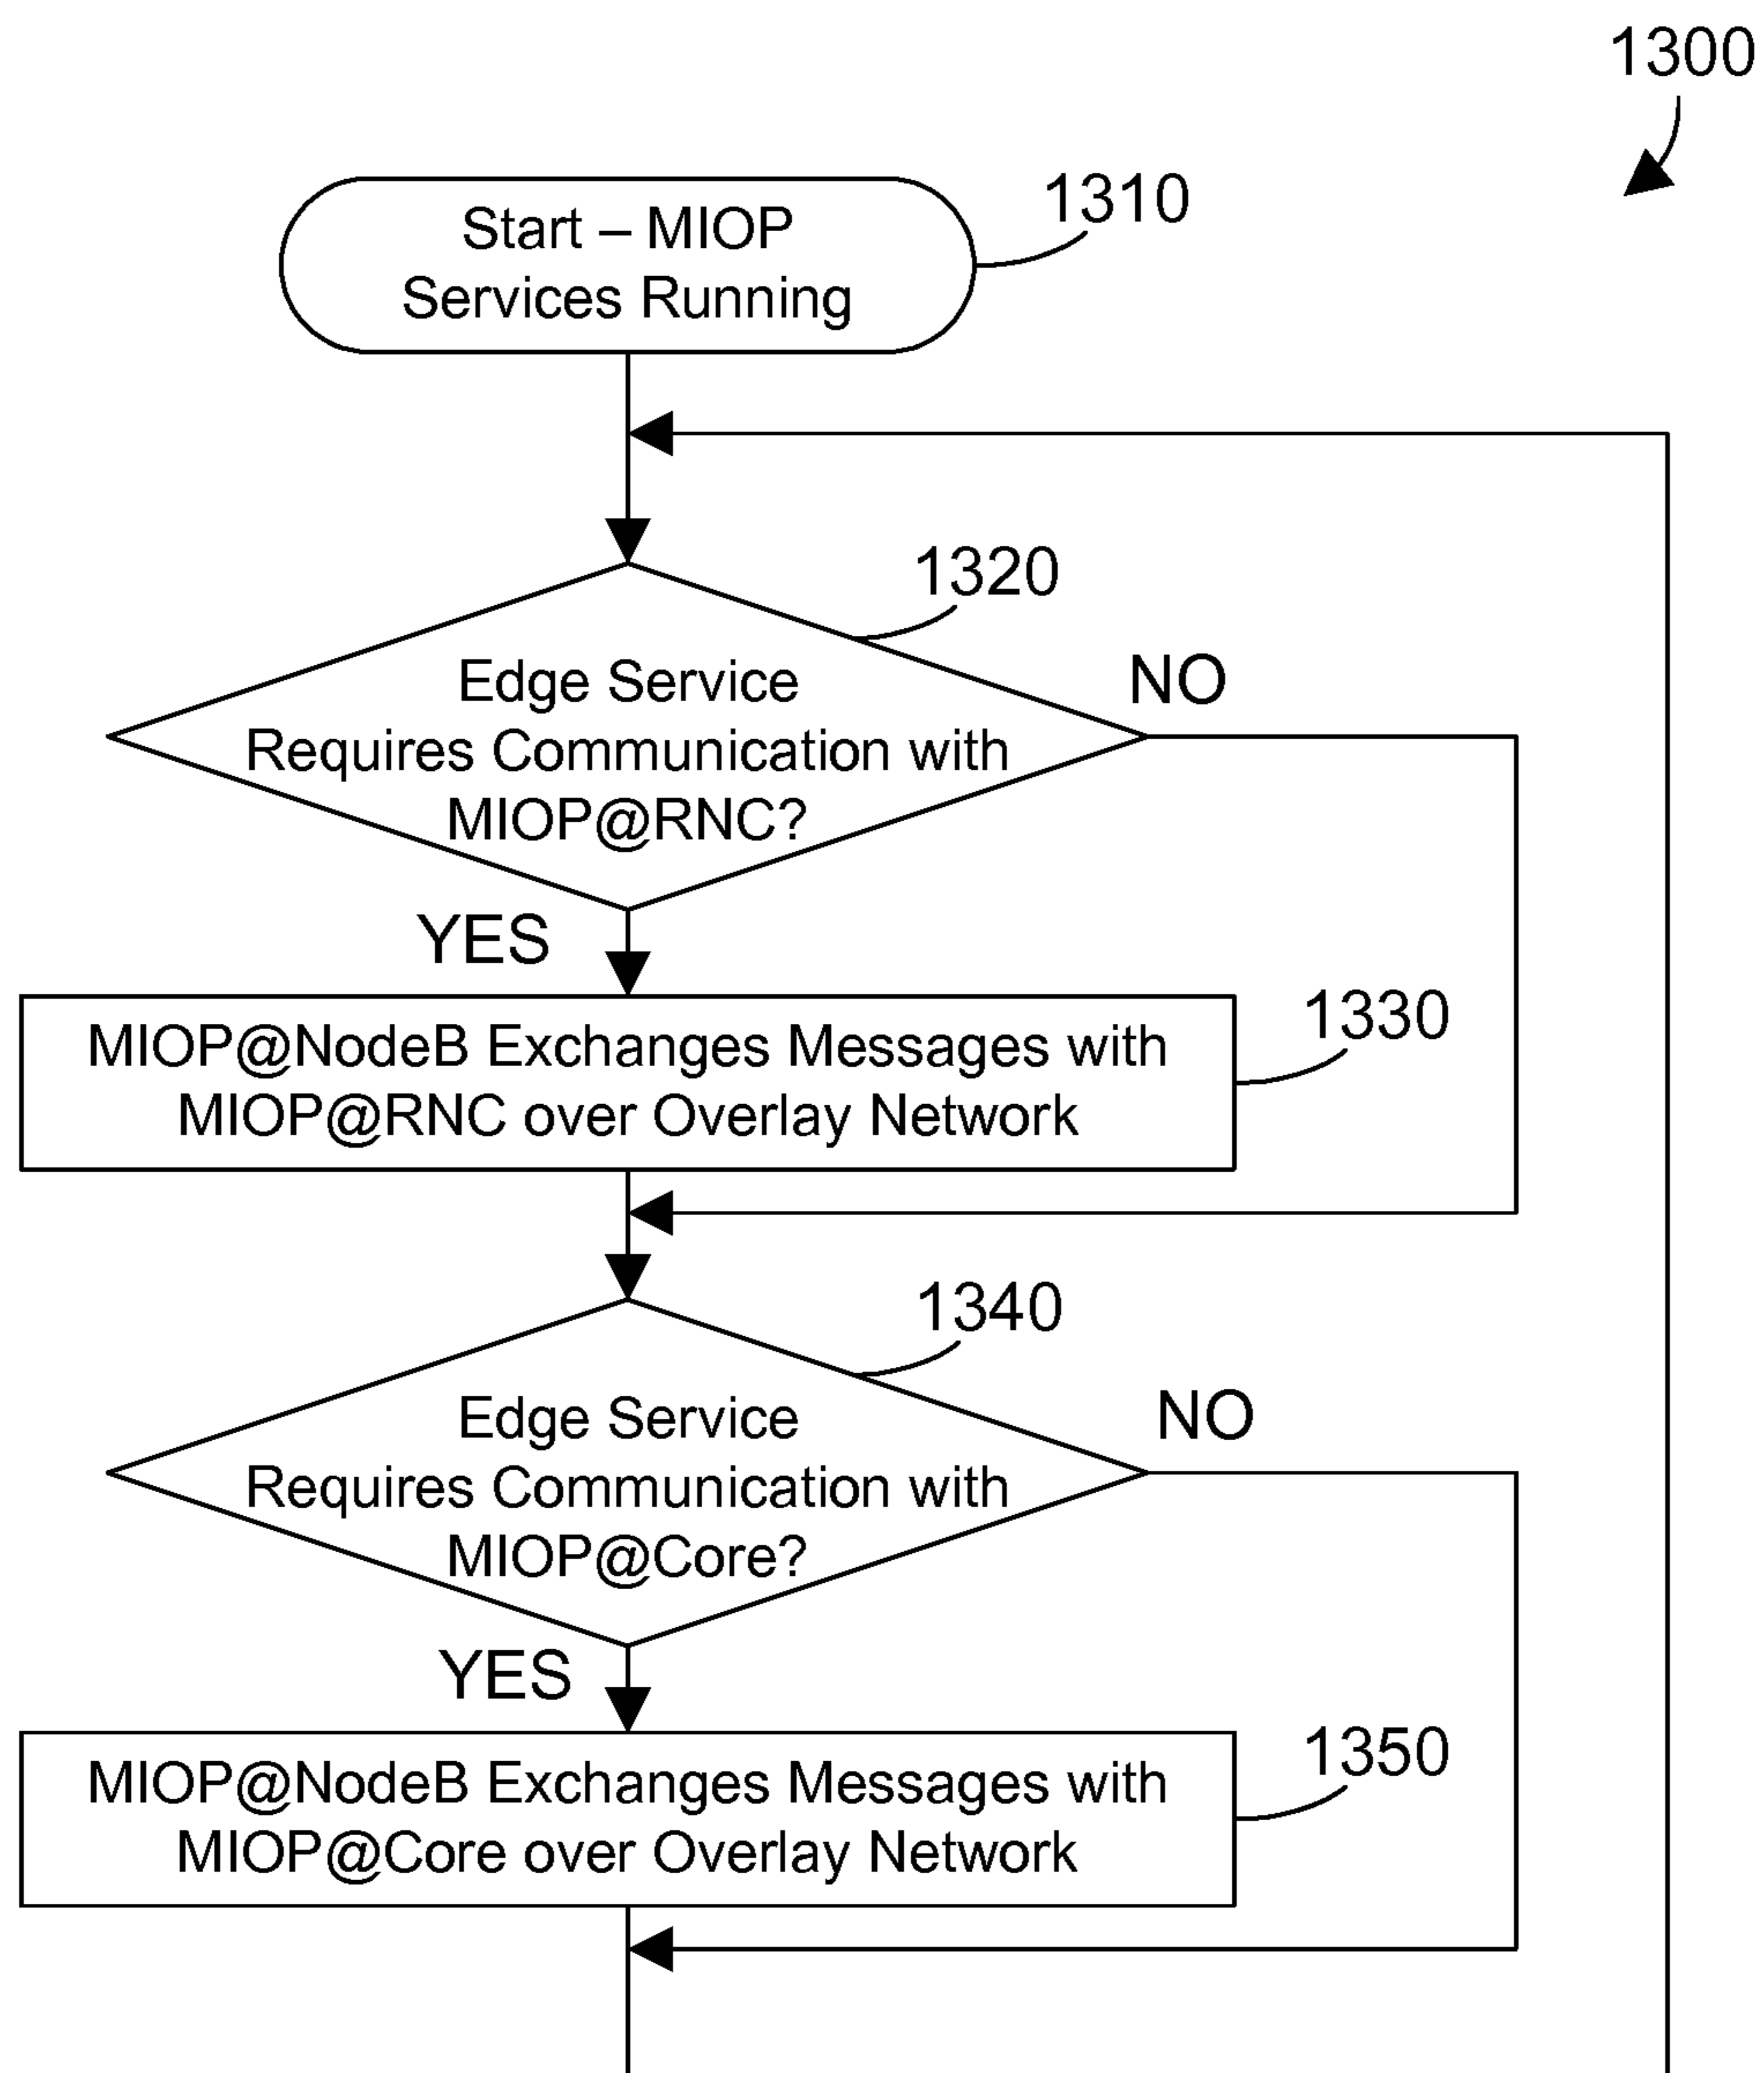 1300
1310
Start – MIOP
Services Running
1320
Edge Service
Requires Communication with
MIOP@RNC?
NO
YES
1330
MIOP@NodeB Exchanges Messages with
MIOP@RNC over Overlay Network
1340
Edge Service
Requires Communication with
MIOP@Core?
NO
YES
1350
MIOP@NodeB Exchanges Messages with
MIOP@Core over Overlay Network